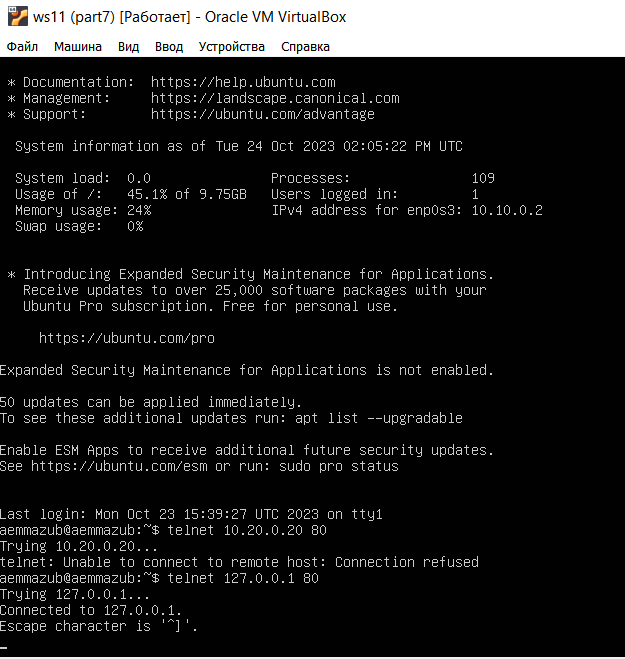 ws11 (part7) [Работает] - Oracle VM VirtualBox
Файл Машина Вид Ввод Устройства Справка
* Documentation:  https://help.ubuntu.com
* Management:     https://landscape.canonical.com
* Support:        https://ubuntu.com/advantage
System information as of Tue 24 Oct 2023 02:05:22 PM UTC
System load:  0.0               Processes:               109
Usage of /:   45.1% of 9.75GB   Users logged in:         1
Memory usage: 24%               IPv4 address for enp0s3: 10.10.0.2
Swap usage:   0%
* Introducing Expanded Security Maintenance for Applications.
Receive updates to over 25,000 software packages with your
Ubuntu Pro subscription. Free for personal use.
https://ubuntu.com/pro
Expanded Security Maintenance for Applications is not enabled.
50 updates can be applied immediately.
To see these additional updates run: apt list --upgradable
Enable ESM Apps to receive additional future security updates.
See https://ubuntu.com/esm or run: sudo pro status
Last login: Mon Oct 23 15:39:27 UTC 2023 on tty1
aemmazub@aemmazub:~$ telnet 10.20.0.20 80
Trying 10.20.0.20...
telnet: Unable to connect to remote host: Connection refused
aemmazub@aemmazub:~$ telnet 127.0.0.1 80
Trying 127.0.0.1...
Connected to 127.0.0.1.
Escape character is '^]'.